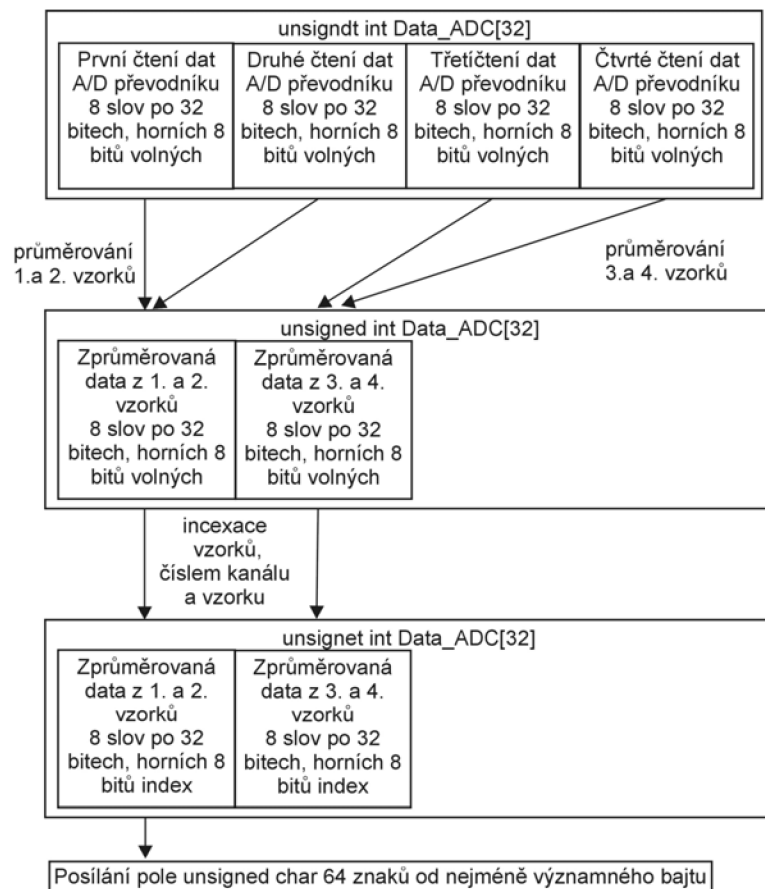 unsigndt int Data_ADC[32]
První čtení dat
A/D převodníku
8 slov po 32
bitech, horních 8
bitů volných
Druhé čtení dat
A/D převodníku
8 slov po 32
bitech, horních 8
bitů volných
Třetíčtení dat
A/D převodníku
8 slov po 32
bitech, horních 8
bitů volných
Čtvrté čtení dat
A/D převodníku
8 slov po 32
bitech, horních 8
bitů volných
průměrování
1.a 2. vzorků
průměrování
3.a 4. vzorků
unsigned int Data_ADC[32]
Zprůměrovaná
data z 1. a 2.
vzorků
8 slov po 32
bitech, horních 8
bitů volných
Zprůměrovaná
data z 3. a 4.
vzorků
8 slov po 32
bitech, horních 8
bitů volných
incexace
vzorků,
číslem kanálu
a vzorku
unsignet int Data_ADC[32]
Zprůměrovaná
data z 1. a 2.
vzorků
8 slov po 32
bitech, horních 8
bitů index
Zprůměrovaná
data z 3. a 4.
vzorků
8 slov po 32
bitech, horních 8
bitů index
Posílání pole unsigned char 64 znaků od nejméně významného bajtu